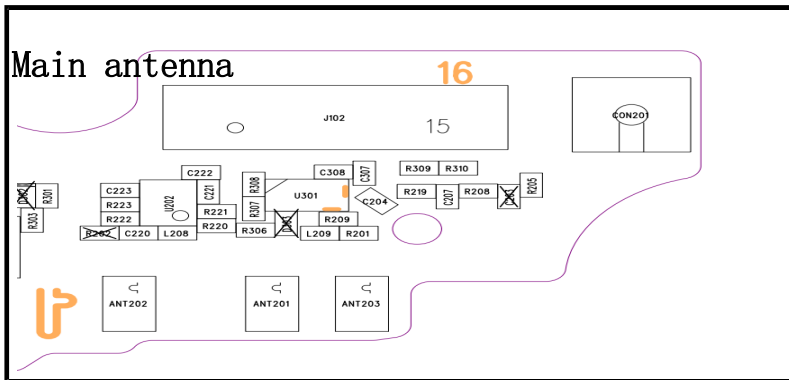 Main antenna
16
J102
15
CON201
C222
C308
C307
R309
R310
R308
R205
C223
C221
U202
U301
R219
C207
R208
R301
R223
R307
C204
R303
R222
R221
R209
R202
C220
L208
R220
R306
L209
R201
ANT202
ANT201
ANT203